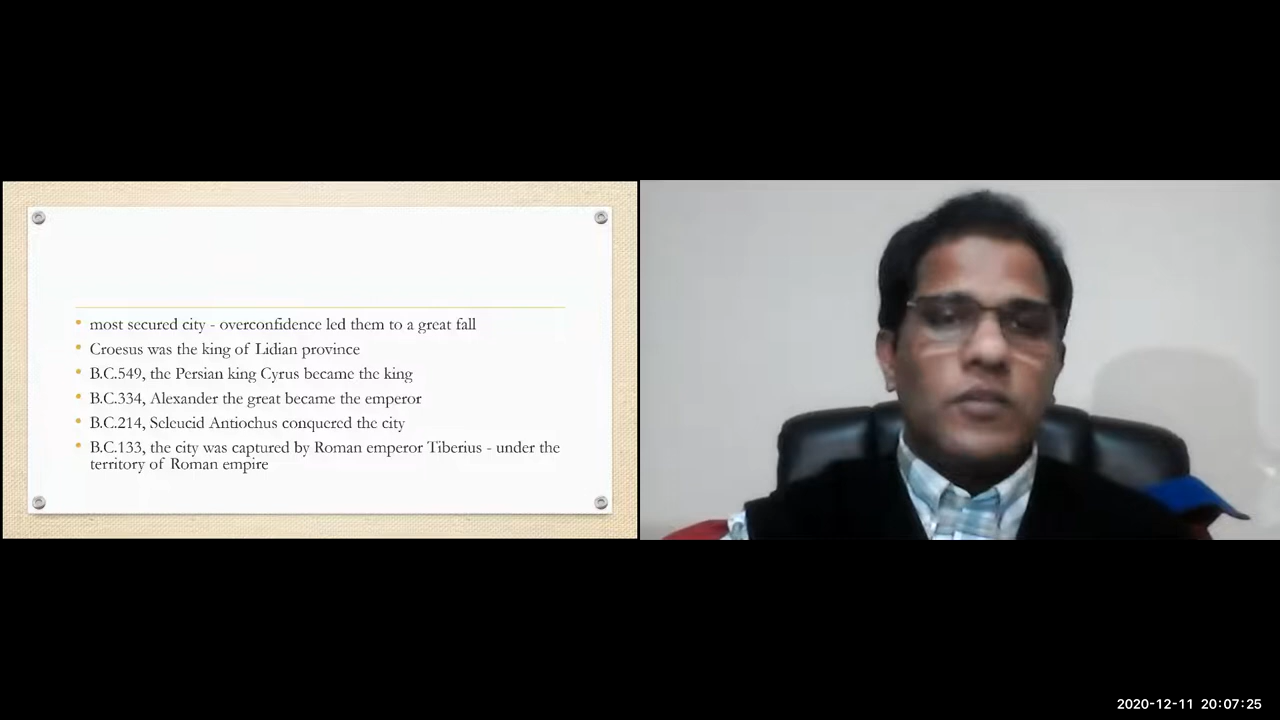 most secured city - overconfidence led them to a great fall
Croesus was the king of Lidian province
B.C.549, the Persian king Cyrus became the king
B.C.334, Alexander the great became the emperor
B.C.214, Seleucid Antiochus conquered the city
B.C.133, the city was captured by Roman emperor Tiberius - under the
territory of Roman empire
2020-12-11 20:07:25